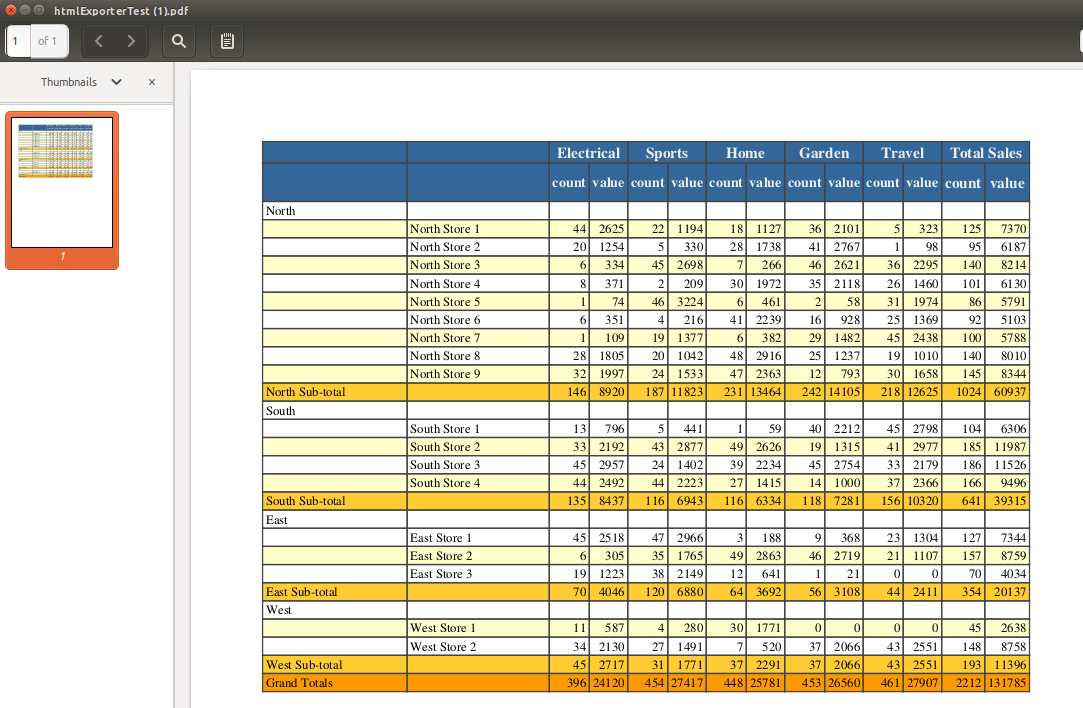 htmlExporterTest (1).pdf
1 of 1
Thumbnails
1
Electrical Sports Home Garden Travel Total Sales
count value count value count value count value count value count value
North
North Store 1 44 2625 22 1194 18 1127 36 2101 5 323 125 7370
North Store 2 20 1254 5 330 28 1738 41 2767 1 98 95 6187
North Store 3 6 334 45 2698 7 266 46 2621 36 2295 140 8214
North Store 4 8 371 2 209 30 1972 35 2118 26 1460 101 6130
North Store 5 1 74 46 3224 6 461 2 58 31 1974 86 5791
North Store 6 6 351 4 216 41 2239 16 928 25 1369 92 5103
North Store 7 1 109 19 1377 6 382 29 1482 45 2438 100 5788
North Store 8 28 1805 20 1042 48 2916 25 1237 19 1010 140 8010
North Store 9 32 1997 24 1533 47 2363 12 793 30 1658 145 8344
North Sub-total 146 8920 187 11823 231 13464 242 14105 218 12625 1024 60937
South
South Store 1 13 796 5 441 1 59 40 2212 45 2798 104 6306
South Store 2 33 2192 43 2877 49 2626 19 1315 41 2977 185 11987
South Store 3 45 2957 24 1402 39 2234 45 2754 33 2179 186 11526
South Store 4 44 2492 44 2223 27 1415 14 1000 37 2366 166 9496
South Sub-total 135 8437 116 6943 116 6334 118 7281 156 10320 641 39315
East
East Store 1 45 2518 47 2966 3 188 9 368 23 1304 127 7344
East Store 2 6 305 35 1765 49 2863 46 2719 21 1107 157 8759
East Store 3 19 1223 38 2149 12 641 1 21 0 0 70 4034
East Sub-total 70 4046 120 6880 64 3692 56 3108 44 2411 354 20137
West
West Store 1 11 587 4 280 30 1771 0 0 0 0 45 2638
West Store 2 34 2130 27 1491 7 520 37 2066 43 2551 148 8758
West Sub-total 45 2717 31 1771 37 2291 37 2066 43 2551 193 11396
Grand Totals 396 24120 454 27417 448 25781 453 26560 461 27907 2212 131785